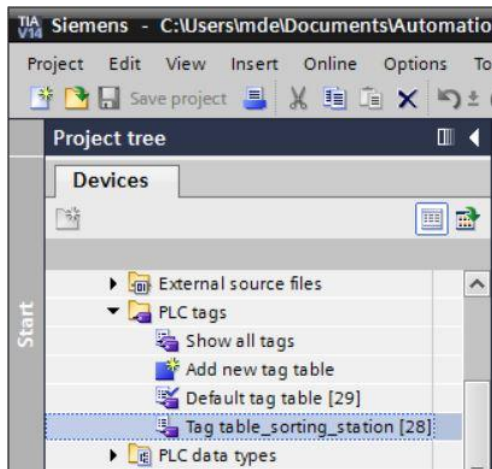 TIA V14 Siemens - C:\Users\mde\Documents\Automatio
Project Edit View Insert Online Options To
Save project
Project tree
Devices
Start
External source files
PLC tags
Show all tags
Add new tag table
Default tag table [29]
Tag table_sorting_station [28]
PLC data types